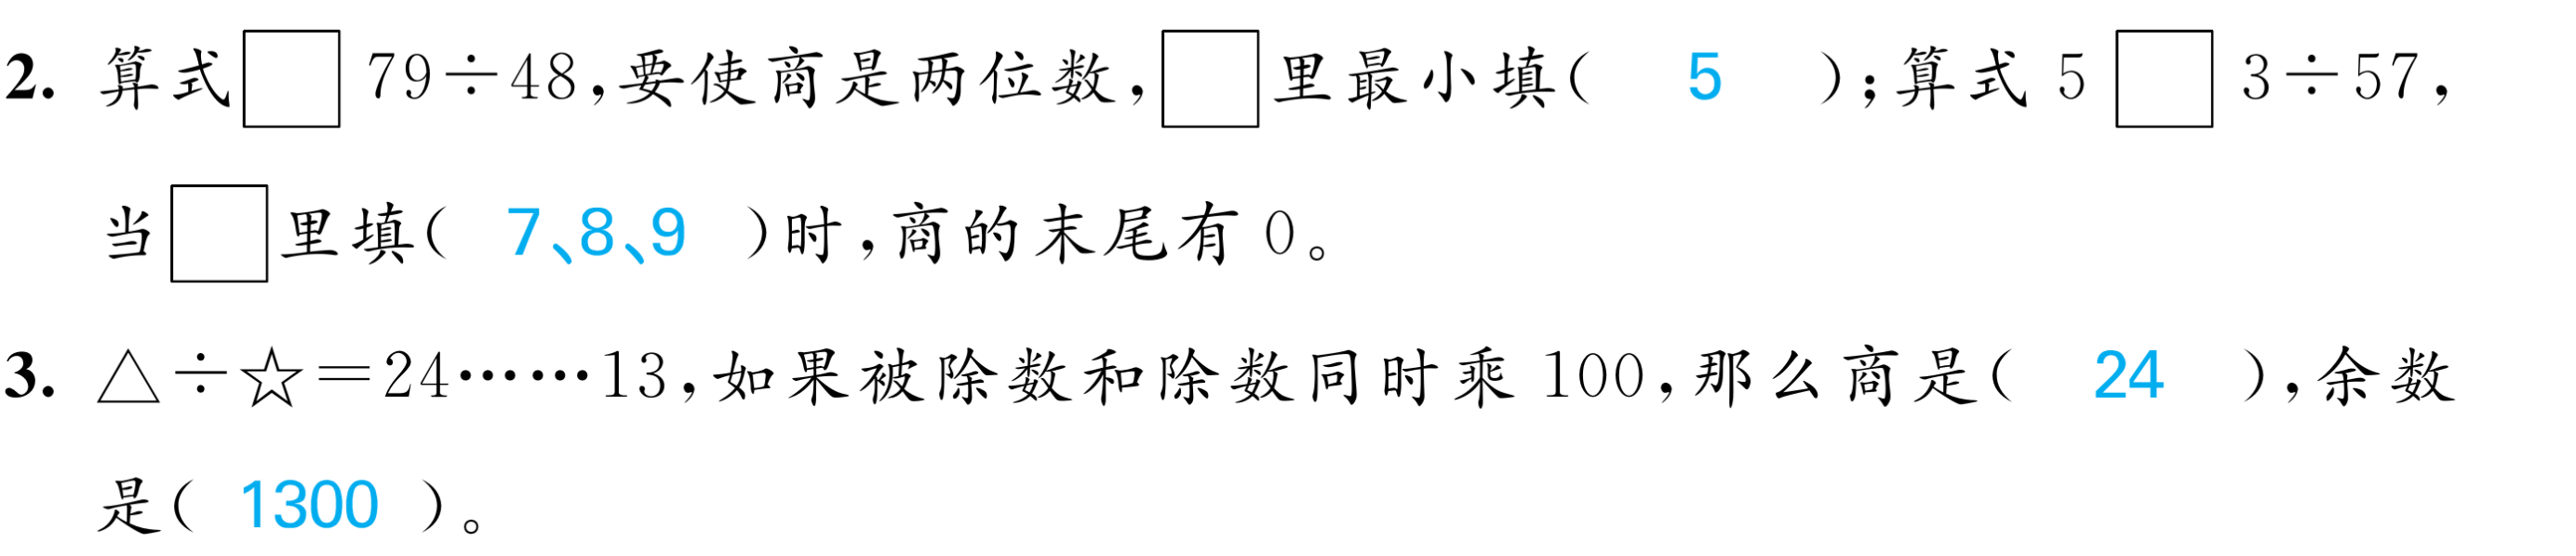 2. 算式□79÷48,要使商是两位数,□里最小填( 5 );算式 5□3÷57,
当□里填( 7、8、9 )时,商的末尾有 0。
3. △÷☆=24……13,如果被除数和除数同时乘 100,那么商是( 24 ),余数
是( 1300 )。